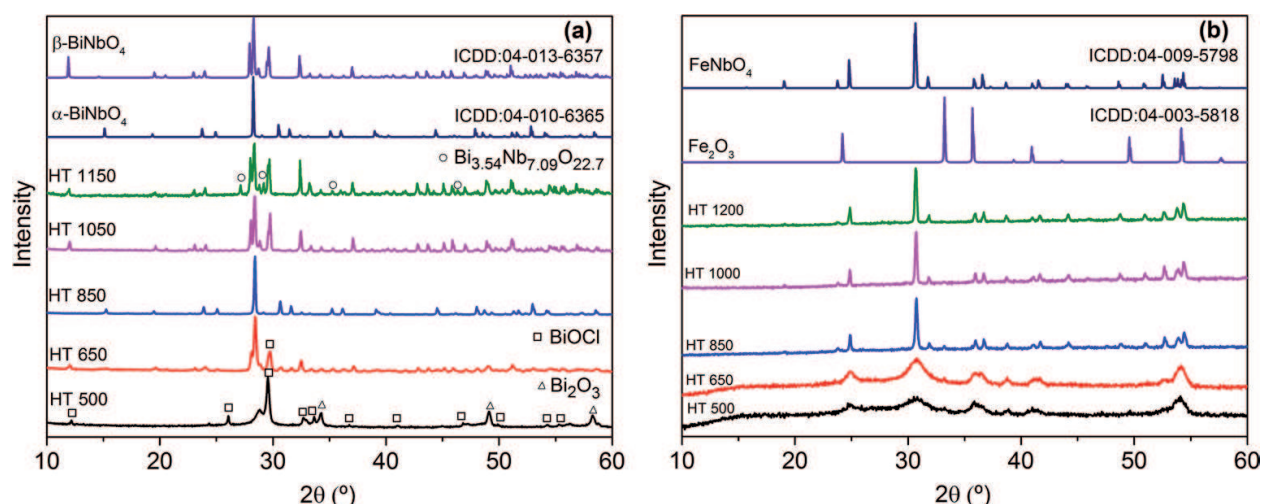 (a)
β-BiNbO4
ICDD:04-013-6357
α-BiNbO4
ICDD:04-010-6365
○ Bi3.54Nb7.09O22.7
HT 1150
HT 1050
HT 850
□ BiOCl
HT 650
△ Bi2O3
HT 500
Intensity
10 20 30 40 50 60
2θ (º)
(b)
FeNbO4
ICDD:04-009-5798
ICDD:04-003-5818
Fe2O3
HT 1200
HT 1000
HT 850
HT 650
HT 500
Intensity
10 20 30 40 50 60
2θ (º)